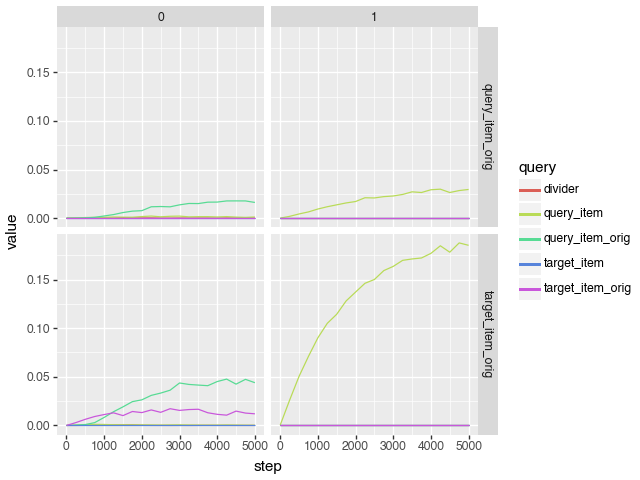 0 1
0.15
0.10
0.05
0.00
query_item_orig
value
0.15
0.10
0.05
0.00
target_item_orig
0 1000 2000 3000 4000 5000 0 1000 2000 3000 4000 5000
step
query
divider
query_item
query_item_orig
target_item
target_item_orig